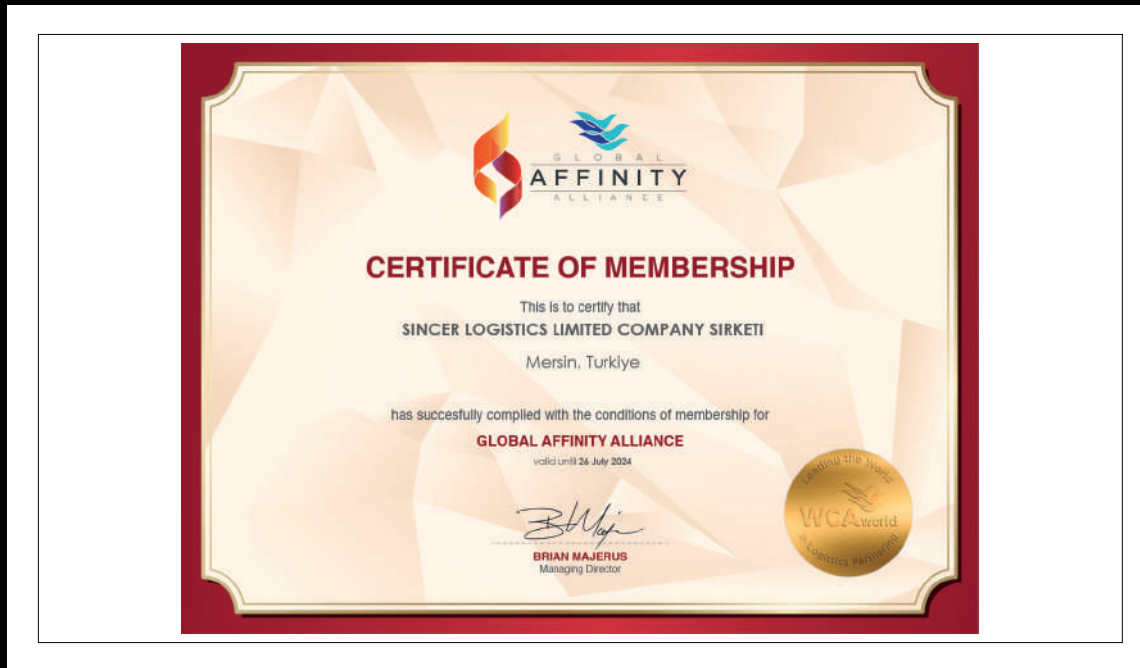 GLOBAL
AFFINITY
ALLIANCE
CERTIFICATE OF MEMBERSHIP
This is to certify that
SINCER LOGISTICS LIMITED COMPANY SIRKETI
Mersin, Turkiye
has succesfully complied with the conditions of membership for
GLOBAL AFFINITY ALLIANCE
valid until 26 July 2024
BRIAN MAJERUS
Managing Director
Leading the World
WCAworld
in Logistics Partnering